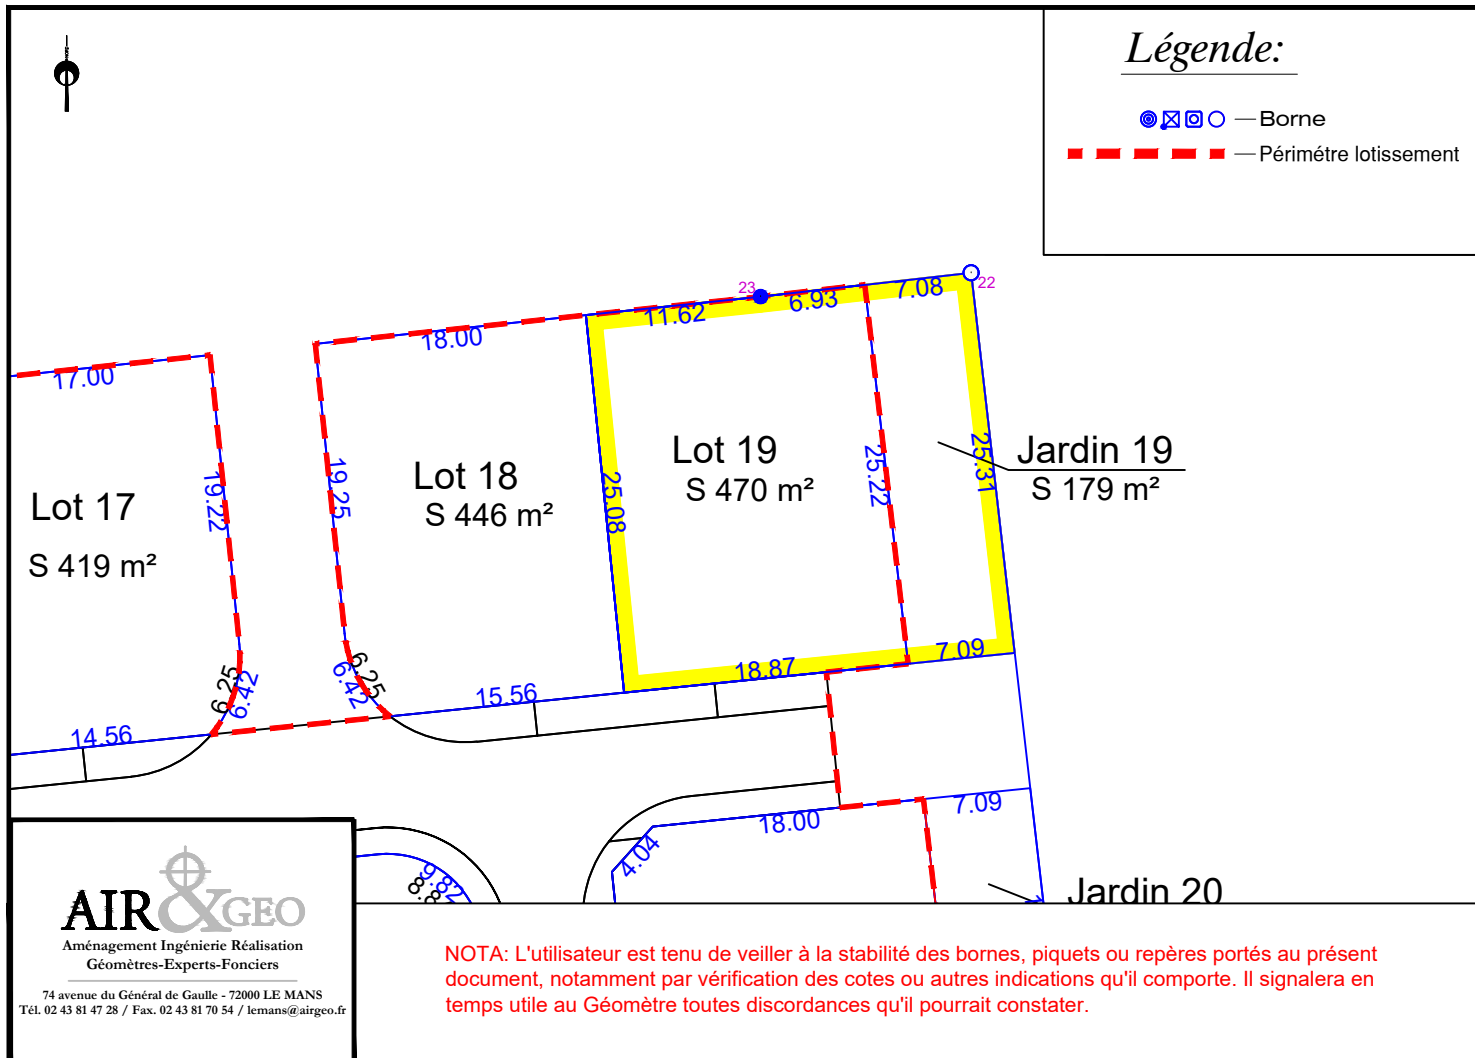 Légende:
Borne
Périmétre lotissement
22
23
7.08
6.93
11.62
18.00
17.00
Lot 19
S 470 m²
Jardin 19
S 179 m²
25.31
25.22
25.08
Lot 18
S 446 m²
19.25
19.22
Lot 17
S 419 m²
7.09
18.87
6.25
6.42
6.25
6.42
15.56
14.56
7.09
18.00
4.04
9.82
8.8
Jardin 20
AIR&GEO
Aménagement Ingénierie Réalisation
Géomètres-Experts-Fonciers
74 avenue du Général de Gaulle - 72000 LE MANS
Tél. 02 43 81 47 28 / Fax. 02 43 81 70 54 / lemans@airgeo.fr
NOTA: L'utilisateur est tenu de veiller à la stabilité des bornes, piquets ou repères portés au présent
document, notamment par vérification des cotes ou autres indications qu'il comporte. Il signalera en
temps utile au Géomètre toutes discordances qu'il pourrait constater.